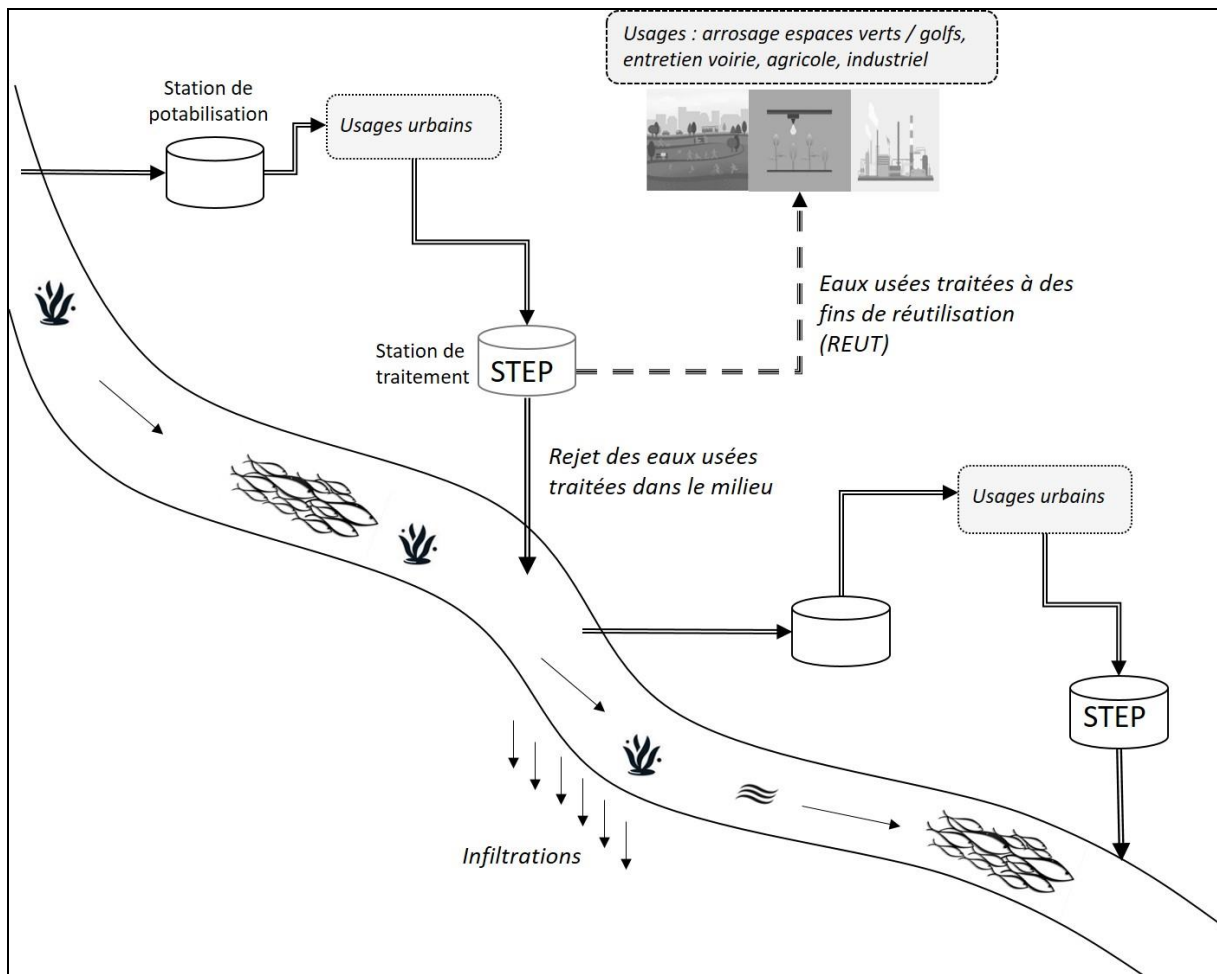 Usages : arrosage espaces verts / golfs,
entretien voirie, agricole, industriel
Station de
potabilisation
Usages urbains
Eaux usées traitées à des
fins de réutilisation
(REUT)
Station de
traitement
STEP
Rejet des eaux usées
traitées dans le milieu
Usages urbains
STEP
Infiltrations